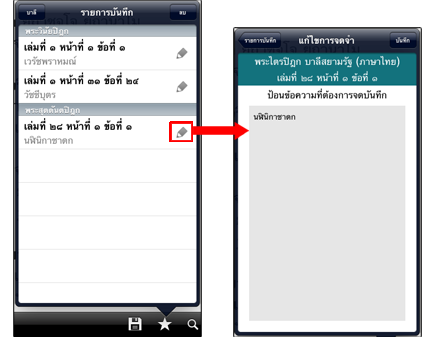 บาลี รายการบันทึก ลบ
พระวินัยปิฎก
เล่มที่ ๑ หน้าที่ ๑ ข้อที่ ๑
เวรัชพราหมณ์
เล่มที่ ๑ หน้าที่ ๓๑ ข้อที่ ๒๔
วัชชีบุตร
พระสุตตันตปิฎก
เล่มที่ ๒๘ หน้าที่ ๑ ข้อที่ ๑
นฬินิกาชาดก
รายการบันทึก แก้ไขการจดจำ บันทึก
พระไตรปิฎก บาลีสยามรัฐ (ภาษาไทย)
เล่มที่ ๒๘ หน้าที่ ๑ ข้อที่ ๑
ป้อนข้อความที่ต้องการจดบันทึก
นฬินิกาชาดก